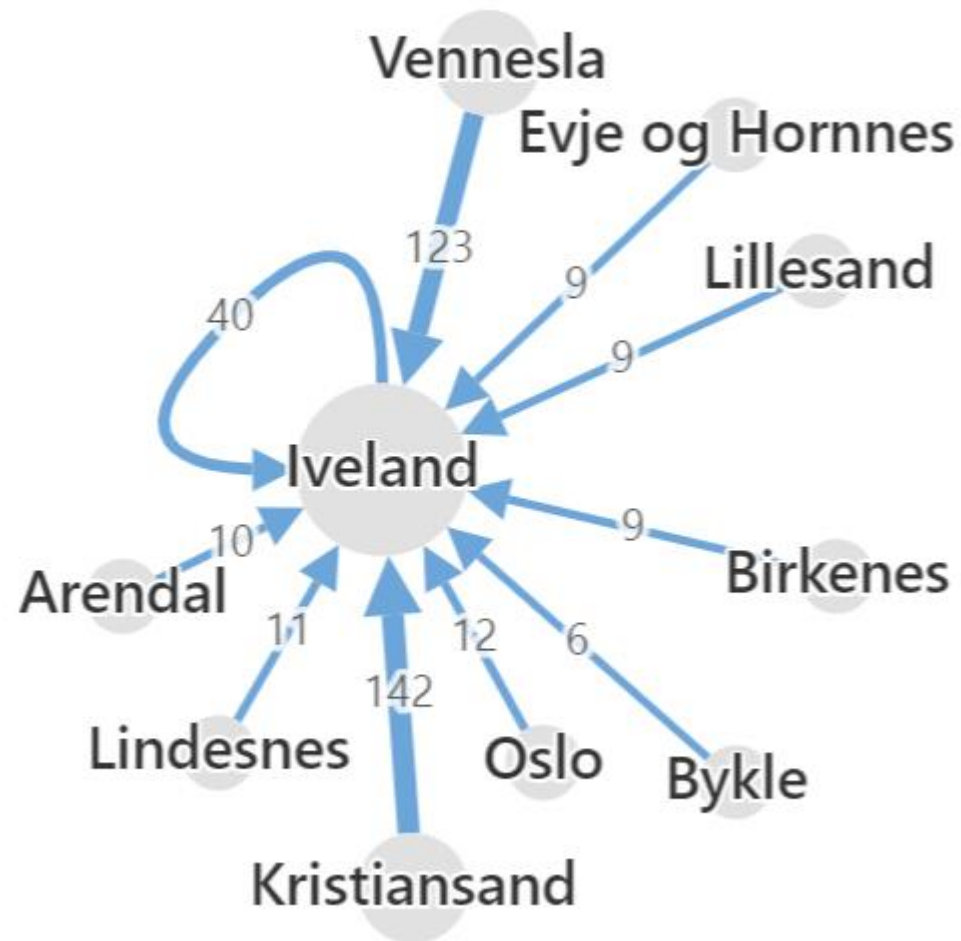 Vennesla
Evje og Hornnes
123
Lillesand
9
40
9
Iveland
9
10
Birkenes
Arendal
11
12
6
142
Lindesnes
Oslo
Bykle
Kristiansand